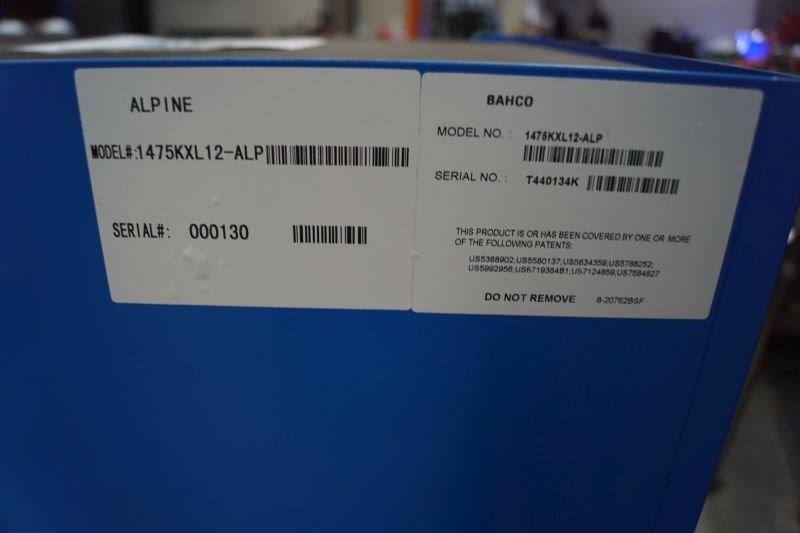 ALPINE
MODEL#:1475KXL12-ALP
SERIAL#: 000130
BAHCO
MODEL NO. : 1475KXL12-ALP
SERIAL NO. : T440134K
THIS PRODUCT IS OR HAS BEEN COVERED BY ONE OR MORE
OF THE FOLLOWING PATENTS:
US5388902;US5580137;US5634359;US5788252;
US5992956;US6719384B1;US7124859;US7584827
DO NOT REMOVE 8-20762BSF